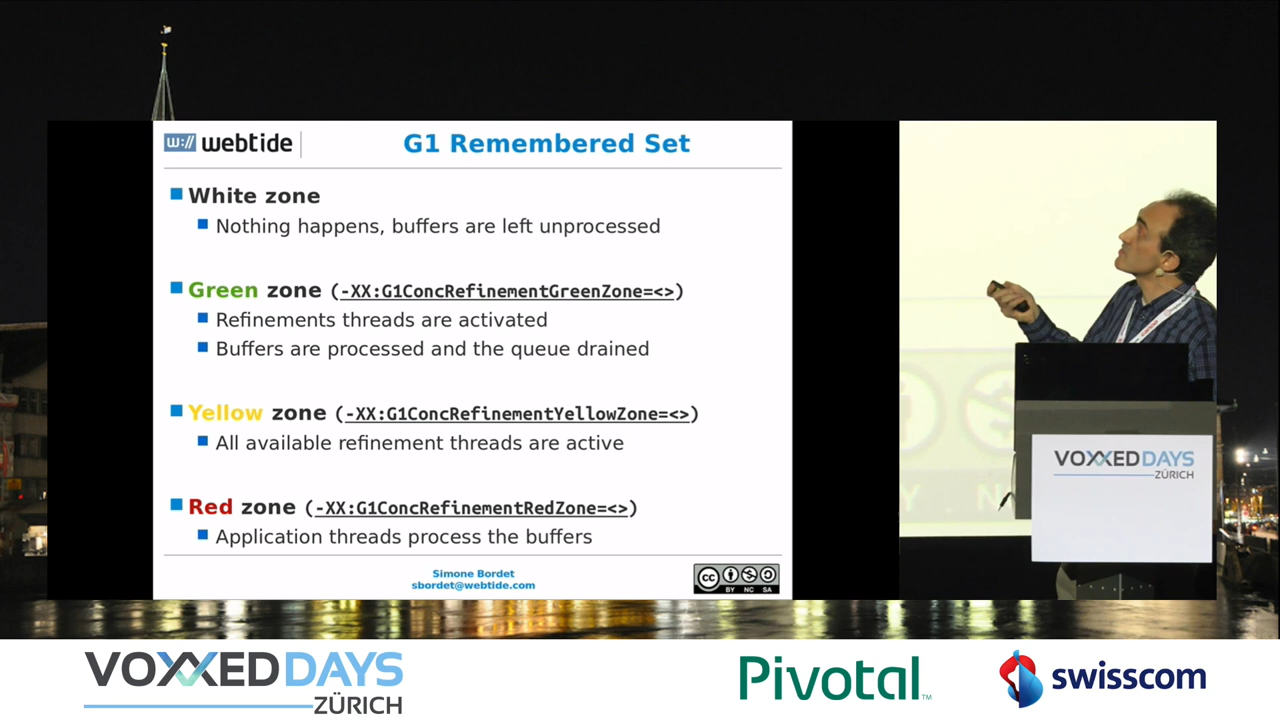 w:// webtide
G1 Remembered Set
White zone
Nothing happens, buffers are left unprocessed
Green zone (-XX:G1ConcRefinementGreenZone=<>)
Refinements threads are activated
Buffers are processed and the queue drained
Yellow zone (-XX:G1ConcRefinementYellowZone=<>)
All available refinement threads are active
Red zone (-XX:G1ConcRefinementRedZone=<>)
Application threads process the buffers
Simone Bordet
sbordet@webtide.com
cc BY NC SA
VOXXED DAYS
ZÜRICH
VOXXED DAYS
ZÜRICH
Pivotal™
swisscom